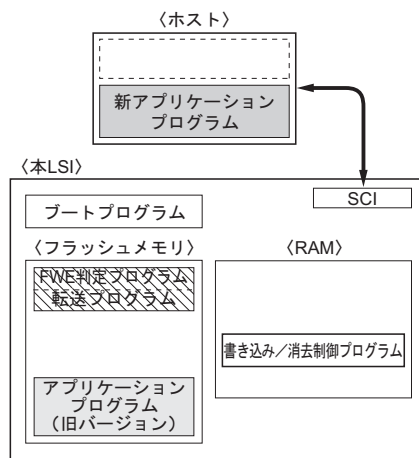 〈ホスト〉
新アプリケーション
プログラム
〈本LSI〉
SCI
ブートプログラム
〈フラッシュメモリ〉
〈RAM〉
FWE判定プログラム
転送プログラム
書き込み／消去制御プログラム
アプリケーション
プログラム
（旧バージョン）